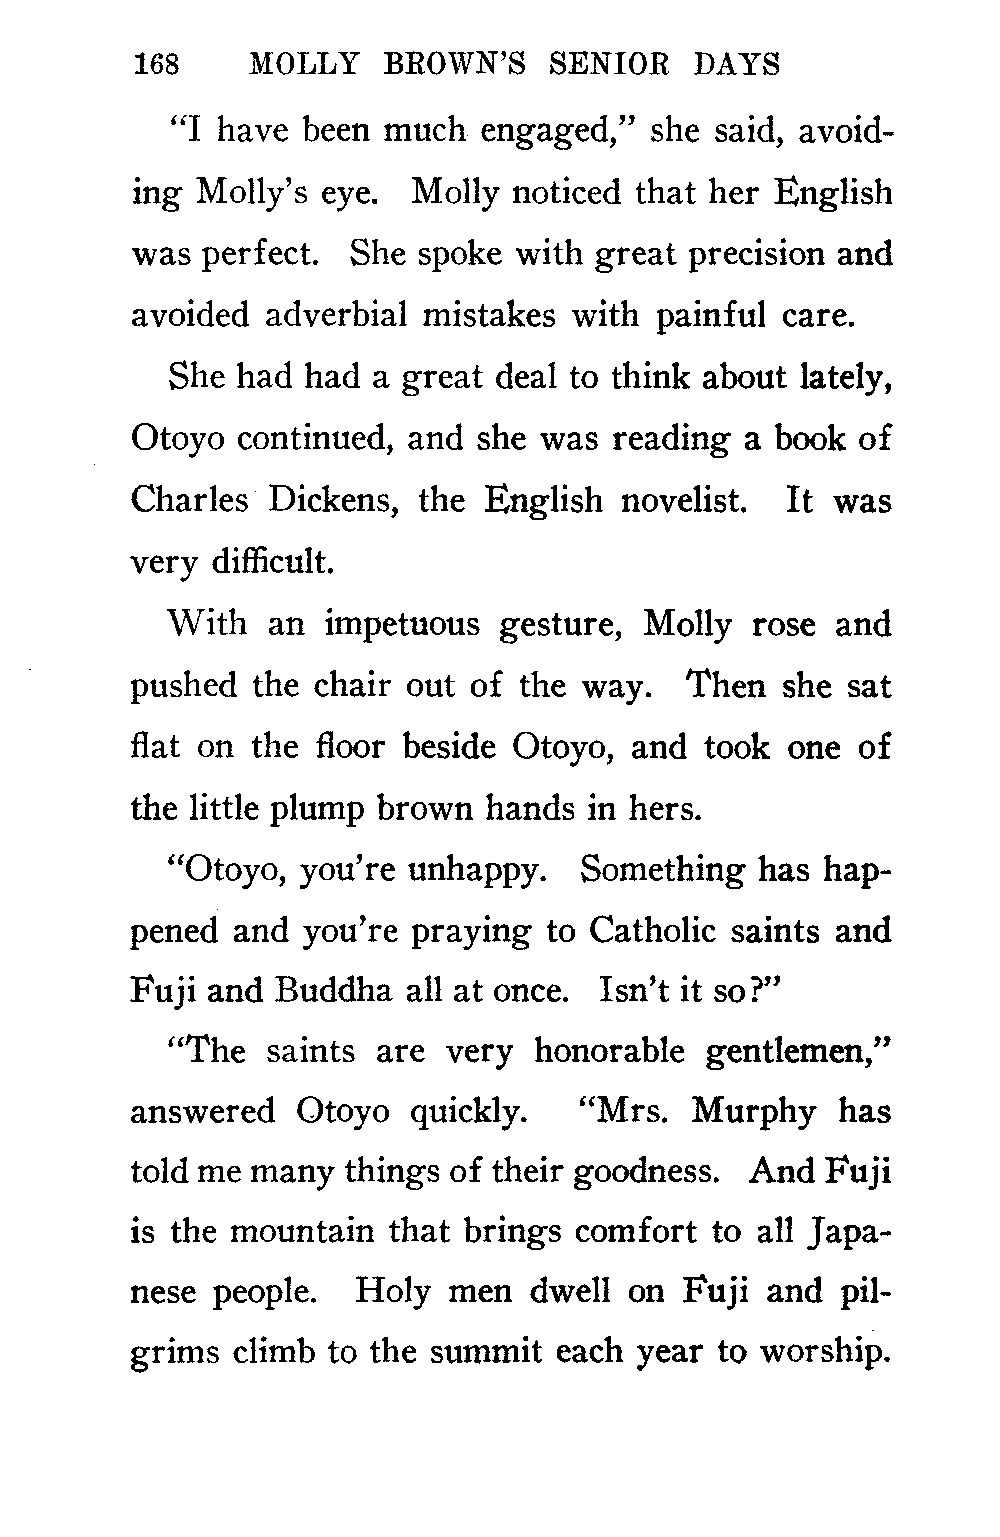 168 MOLLY BROWN'S SENIOR DAYS
“I have been much engaged,” she said, avoid-
ing Molly’s eye. Molly noticed that her English
was perfect. She spoke with great precision and
avoided adverbial mistakes with painful care.
She had had a great deal to think about lately,
Otoyo continued, and she was reading a book of
Charles Dickens, the English novelist. It was
very difficult.
With an impetuous gesture, Molly rose and
pushed the chair out of the way. Then she sat
flat on the floor beside Otoyo, and took one of
the little plump brown hands in hers.
“Otoyo, you’re unhappy. Something has hap-
pened and you’re praying to Catholic saints and
Fuji and Buddha all at once. Isn’t it so?”
“The saints are very honorable gentlemen,”
answered Otoyo quickly. “Mrs. Murphy has
told me many things of their goodness. And Fuji
is the mountain that brings comfort to all Japa-
nese people. Holy men dwell on Fuji and pil-
grims climb to the summit each year to worship.